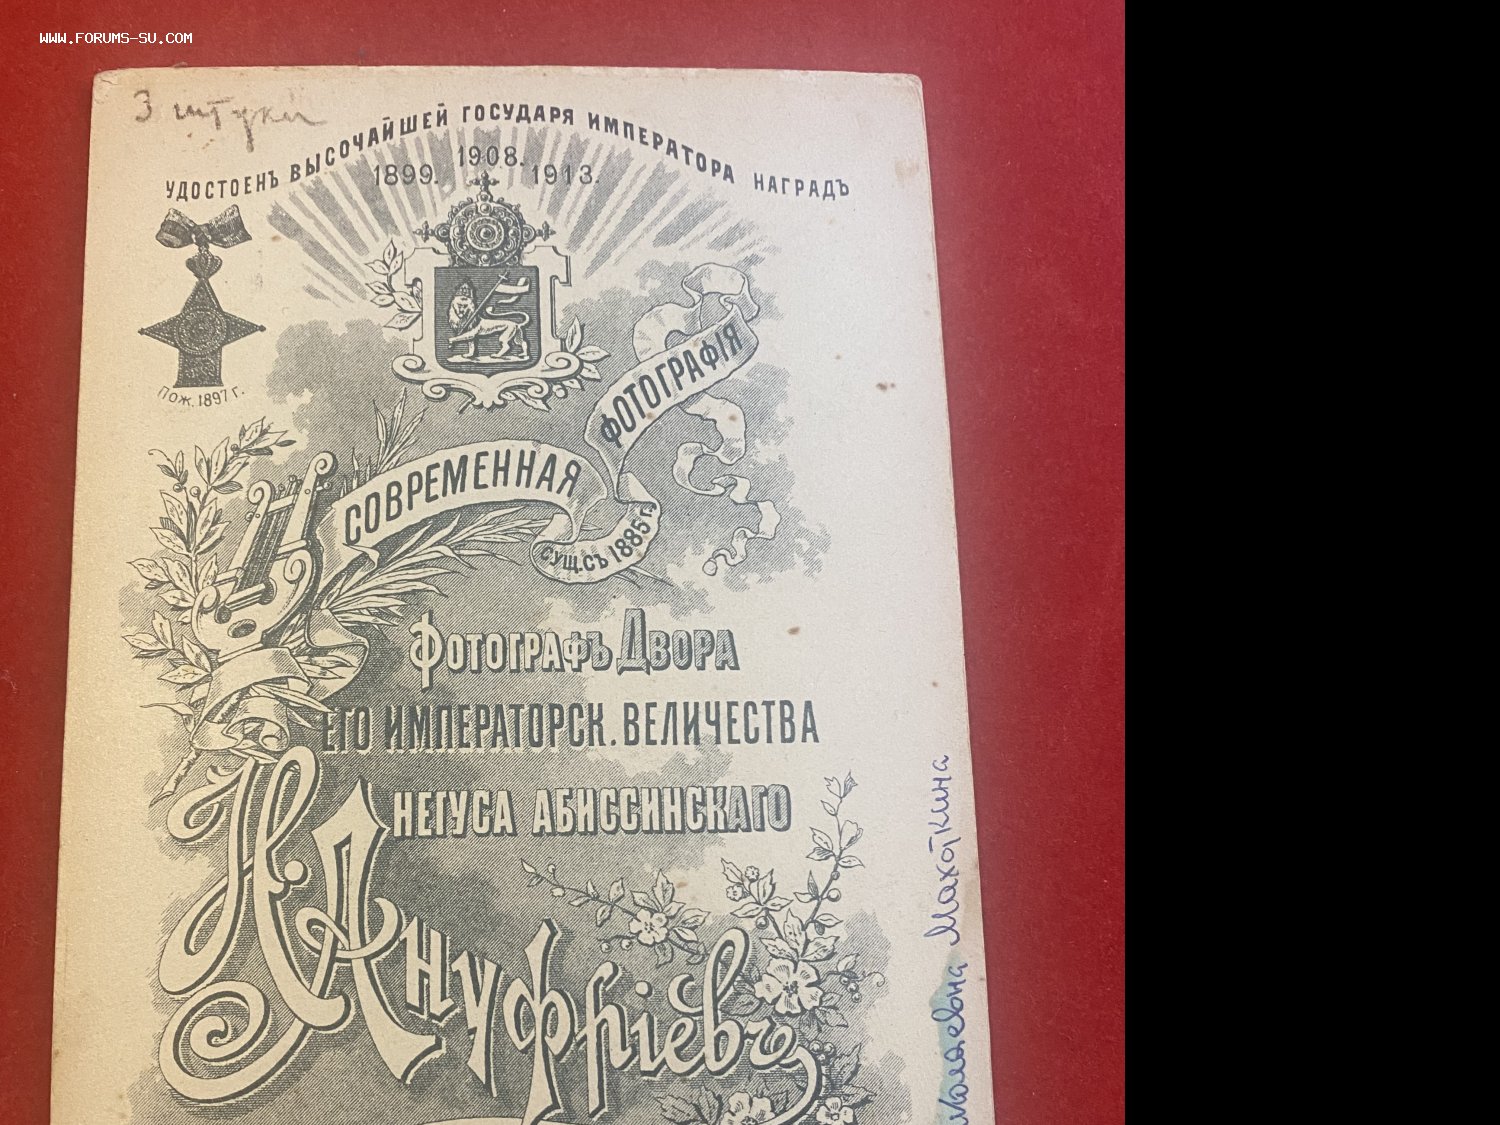 WWW.FORUMS-SU.COM
3 штуки
УДОСТОЕНЪ ВЫСОЧАЙШЕЙ ГОСУДАРЯ ИМПЕРАТОРА НАГРАДЪ
1899. 1908. 1913.
ПОЖ. 1897 Г.
СОВРЕМЕННАЯ ФОТОГРАФІЯ
СУЩ. СЪ 1885 Г.
ФОТОГРАФЪ ДВОРА
ЕГО ИМПЕРАТОРСК. ВЕЛИЧЕСТВА
НЕГУСА АБИССИНСКАГО
Н. Ануфріевъ
Махоткина